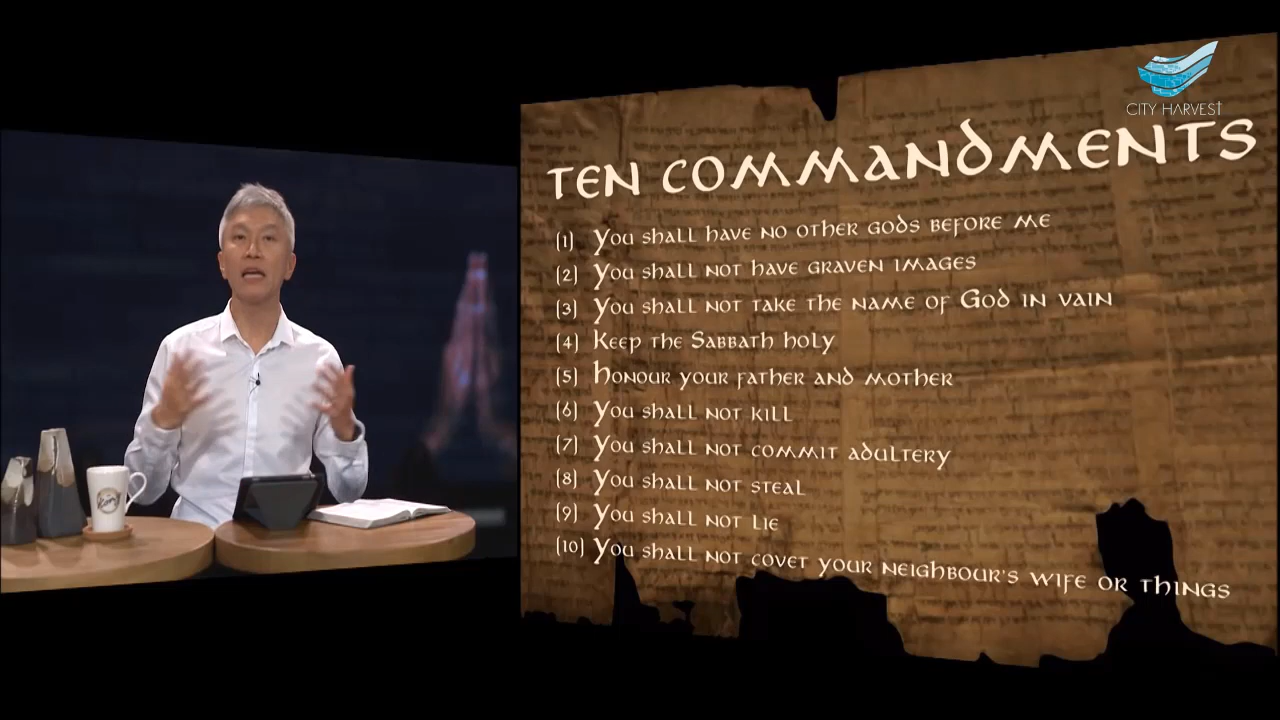 CITY HARVEST
TEN COMMANDMENTS
(1) You shall have no other gods before me
(2) You shall not have graven images
(3) You shall not take the name of God in vain
(4) Keep the Sabbath holy
(5) Honour your father and mother
(6) You shall not kill
(7) You shall not commit adultery
(8) You shall not steal
(9) You shall not lie
(10) You shall not covet your neighbour's wife or things